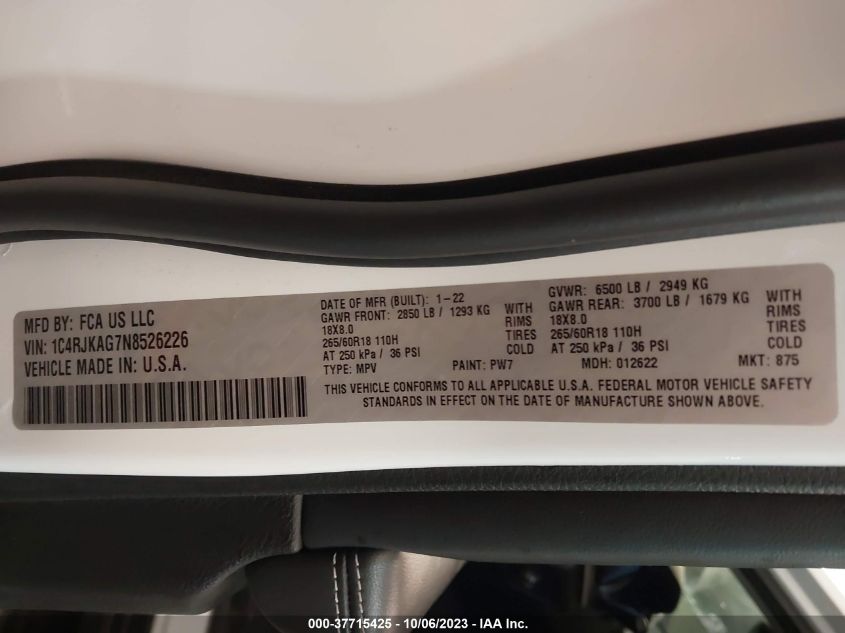 MFD BY: FCA US LLC
VIN: 1C4RJKAG7N8526226
VEHICLE MADE IN: U.S.A.
DATE OF MFR (BUILT): 1-22
GAWR FRONT: 2850 LB / 1293 KG WITH
18X8.0 RIMS
265/60R18 110H TIRES
AT 250 kPa / 36 PSI COLD
TYPE: MPV PAINT: PW7
GVWR: 6500 LB / 2949 KG
GAWR REAR: 3700 LB / 1679 KG WITH
18X8.0 RIMS
265/60R18 110H TIRES
AT 250 kPa / 36 PSI COLD
MDH: 012622 MKT: 875
THIS VEHICLE CONFORMS TO ALL APPLICABLE U.S.A. FEDERAL MOTOR VEHICLE SAFETY
STANDARDS IN EFFECT ON THE DATE OF MANUFACTURE SHOWN ABOVE.
000-37715425 - 10/06/2023 - IAA Inc.